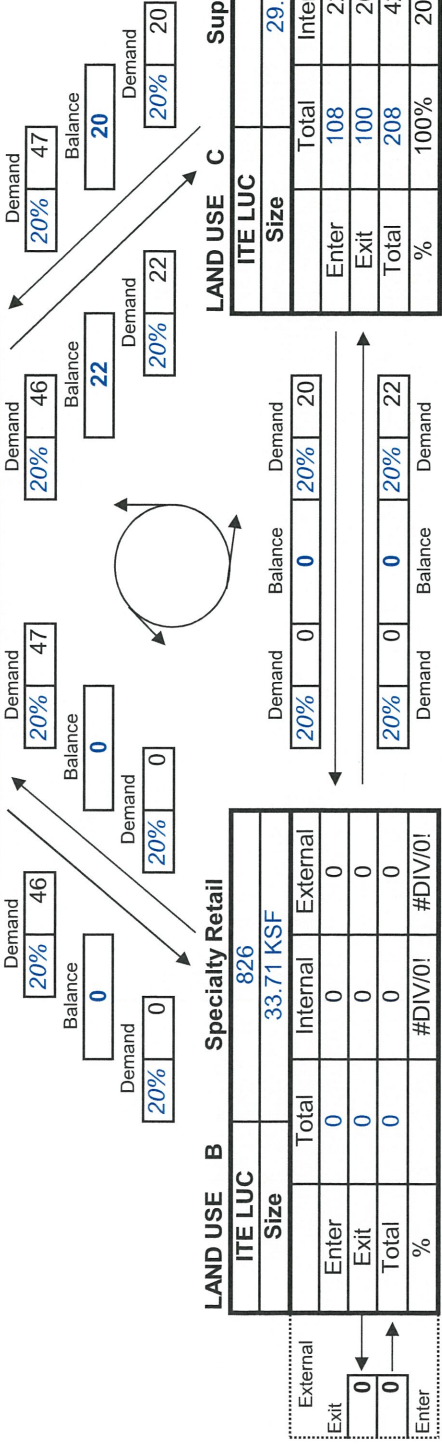 Demand Demand Demand Demand
20% 46 20% 47 20% 46 20% 47
Balance Balance Balance Balance
0 0 22 20
Demand Demand Demand Demand
20% 0 20% 0 20% 22 20% 20
LAND USE B Specialty Retail
ITE LUC 826
Size 33.71 KSF
Total Internal External
Enter 0 0 0
Exit 0 0 0
Total 0 0 0
% #DIV/0! #DIV/0!
External
Exit
0
0
Enter
Demand Balance Demand
20% 0 0 20% 20
20% 0 0 20% 22
Demand Balance Demand
LAND USE C Sup
ITE LUC
Size 29.
Total Inte
Enter 108
Exit 100
Total 208
% 100% 20